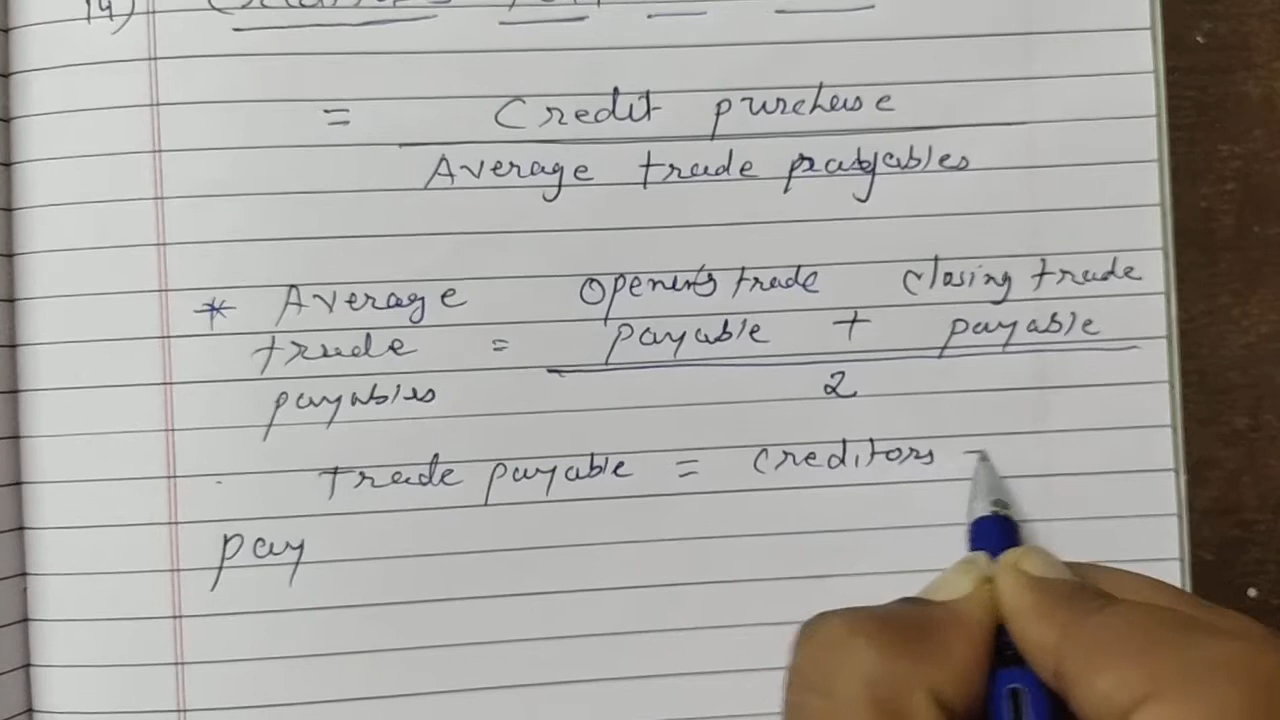 14)
= Credit purchase
Average trade payables
* Average trade payables = Opening trade payable + closing trade payable
2
trade payable = creditors
pay